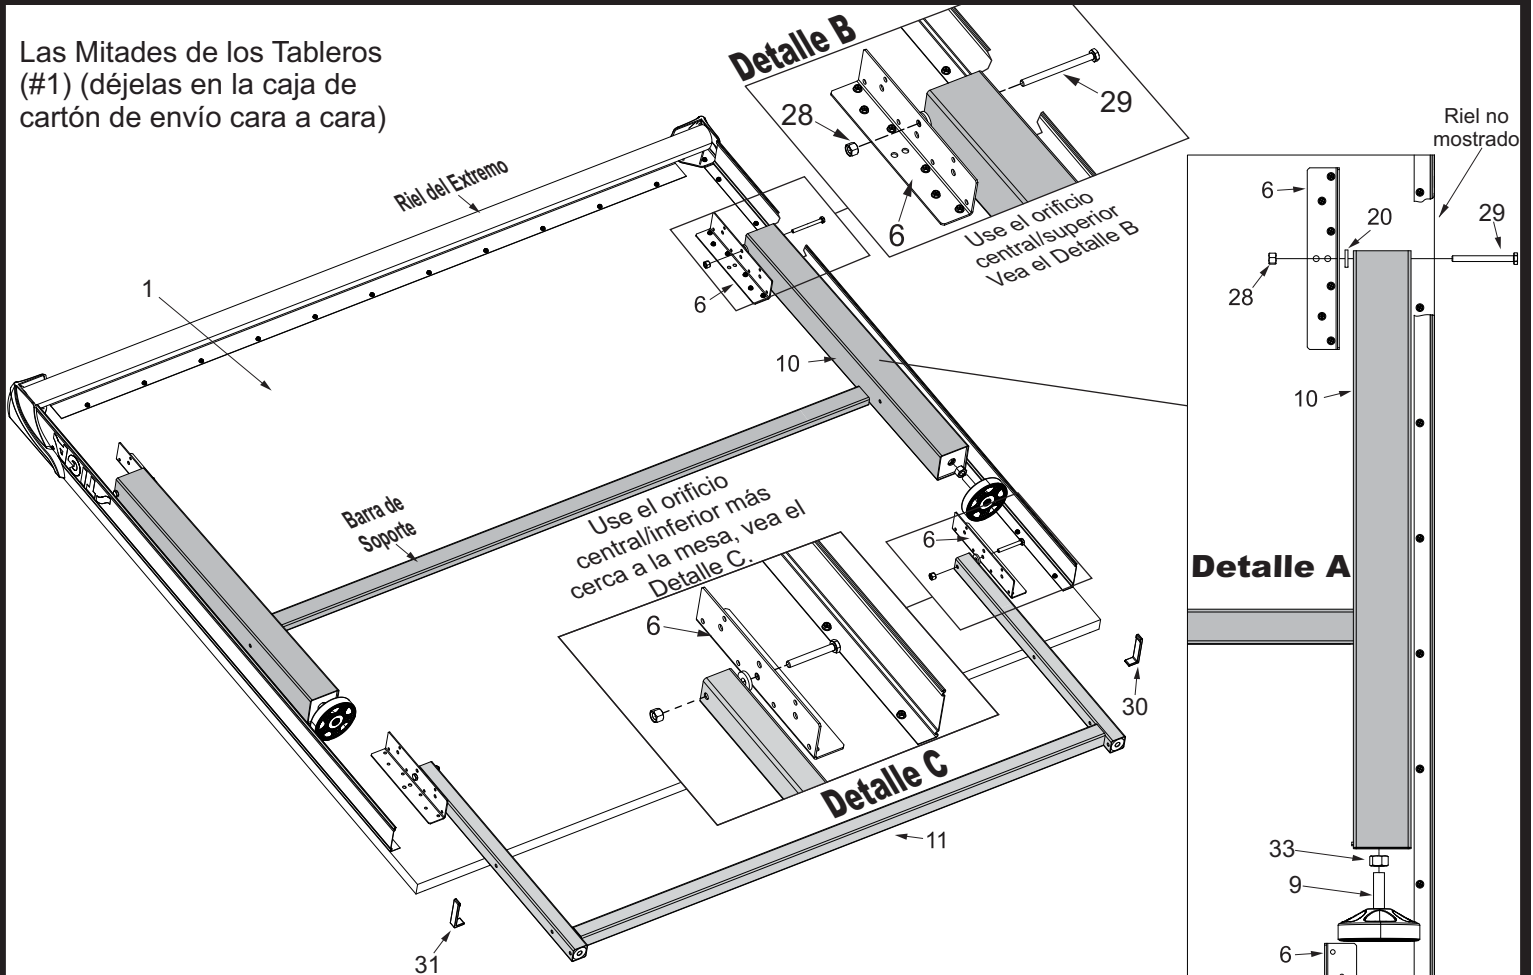 Las Mitades de los Tableros
(#1) (déjelas en la caja de
cartón de envío cara a cara)
Riel del Extremo
1
6
10
Barra de
Soporte
Detalle B
28
29
6
Use el orificio
central/superior
Vea el Detalle B
Use el orificio
central/inferior más
cerca a la mesa, vea el
Detalle C.
6
6
Detalle C
11
30
31
Riel no
mostrado
6
20
29
28
10
Detalle A
33
9
6